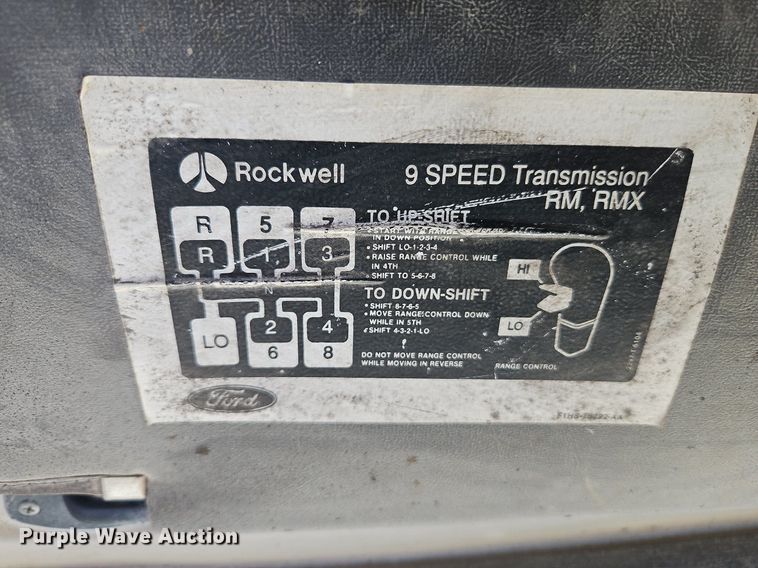 Rockwell
9 SPEED Transmission
RM, RMX
R 5 7
R 1 3
N
LO 2 4
6 8
TO UP-SHIFT
• START WITH RANGE
IN DOWN POSITION
• SHIFT LO-1-2-3-4
• RAISE RANGE CONTROL WHILE
IN 4TH
• SHIFT TO 5-6-7-8
TO DOWN-SHIFT
• SHIFT 8-7-6-5
• MOVE RANGE CONTROL DOWN
WHILE IN 5TH
• SHIFT 4-3-2-1-LO
DO NOT MOVE RANGE CONTROL
WHILE MOVING IN REVERSE
HI
LO
RANGE CONTROL
Ford
Purple Wave Auction